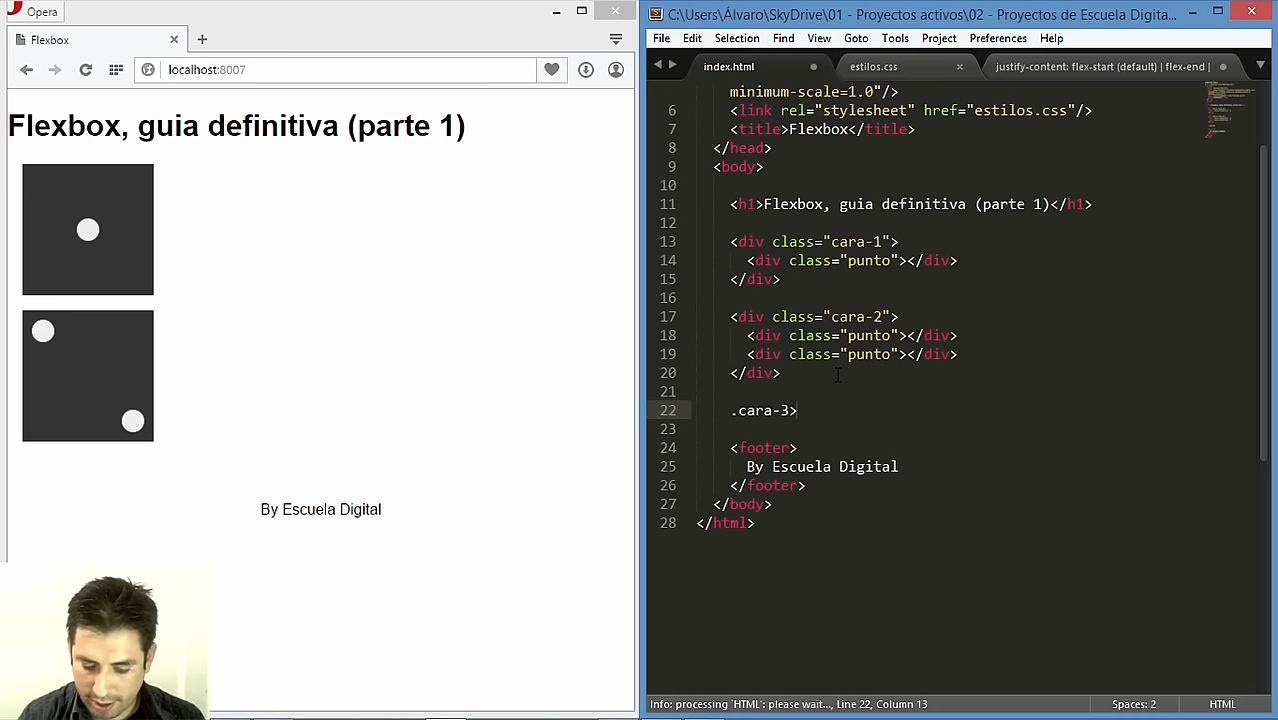 Opera
Flexbox
localhost:8007
Flexbox, guia definitiva (parte 1)
By Escuela Digital
C:\Users\Álvaro\SkyDrive\01 - Proyectos activos\02 - Proyectos de Escuela Digita...
File Edit Selection Find View Goto Tools Project Preferences Help
index.html estilos.css justify-content: flex-start (default) | flex-end |
minimum-scale=1.0"/>
6 <link rel="stylesheet" href="estilos.css"/>
7 <title>Flexbox</title>
8 </head>
9 <body>
10
11 <h1>Flexbox, guia definitiva (parte 1)</h1>
12
13 <div class="cara-1">
14 <div class="punto"></div>
15 </div>
16
17 <div class="cara-2">
18 <div class="punto"></div>
19 <div class="punto"></div>
20 </div>
21
22 .cara-3>
23
24 <footer>
25 By Escuela Digital
26 </footer>
27 </body>
28 </html>
Info: processing `HTML': please wait..., Line 22, Column 13 Spaces: 2 HTML